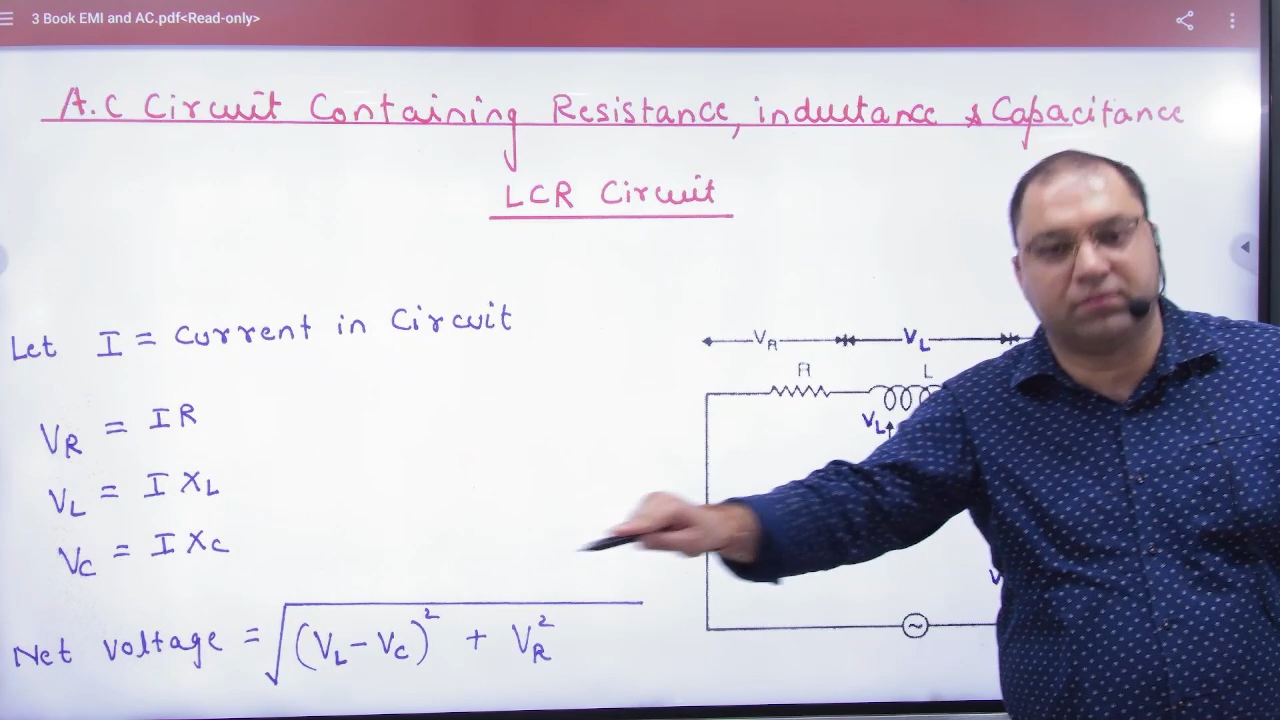 3 Book EMI and AC.pdf<Read-only>
A.C Circuit Containing Resistance, inductance & Capacitance
LCR Circuit
Let I = Current in Circuit
VR = IR
VL = I XL
VC = I XC
Net voltage = √(VL - VC)² + VR²
VR VL
R L
VL
V
~